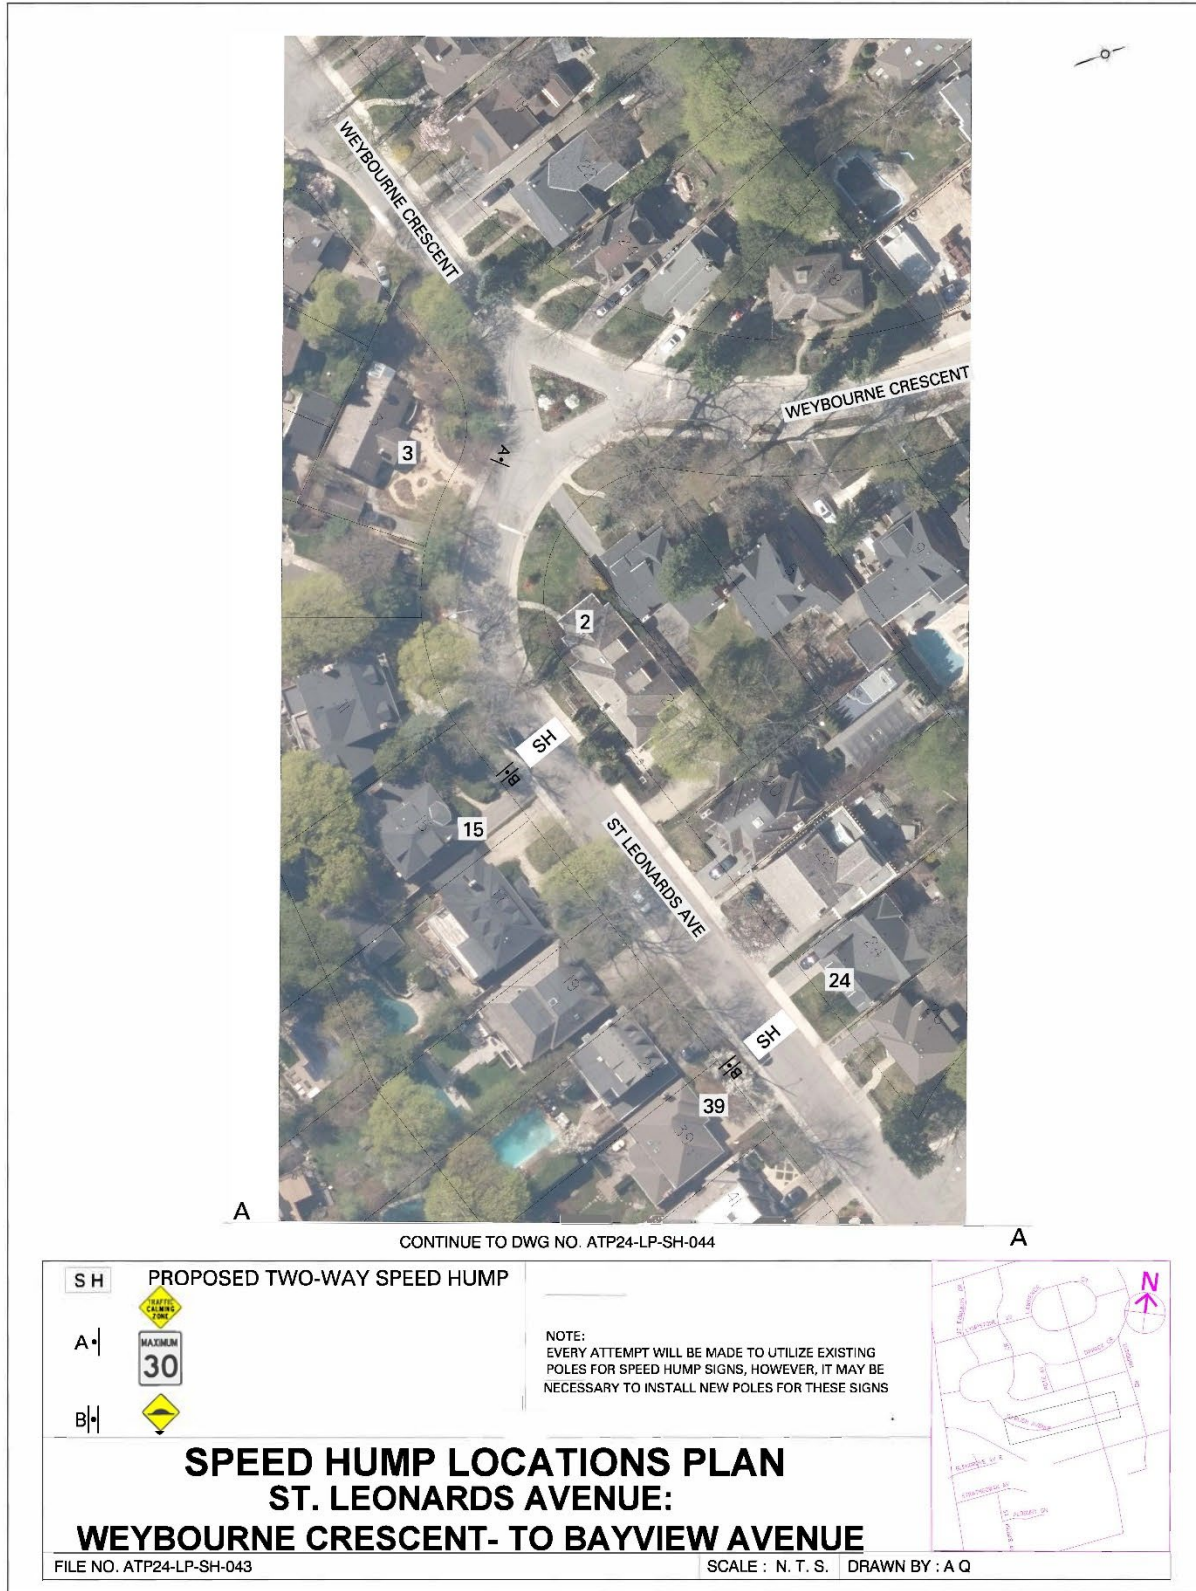 WEYBOURNE CRESCENT
WEYBOURNE CRESCENT
A
3
2
SH
B
15
ST LEONARDS AVE
24
SH
B
39
39
41
A
A
CONTINUE TO DWG NO. ATP24-LP-SH-044
SH
PROPOSED TWO-WAY SPEED HUMP
TRAFFIC
CALMING
ZONE
A
MAXIMUM
30
B
NOTE:
EVERY ATTEMPT WILL BE MADE TO UTILIZE EXISTING
POLES FOR SPEED HUMP SIGNS, HOWEVER, IT MAY BE
NECESSARY TO INSTALL NEW POLES FOR THESE SIGNS
N
SPEED HUMP LOCATIONS PLAN
ST. LEONARDS AVENUE:
WEYBOURNE CRESCENT- TO BAYVIEW AVENUE
FILE NO. ATP24-LP-SH-043
SCALE : N. T. S.
DRAWN BY : A Q